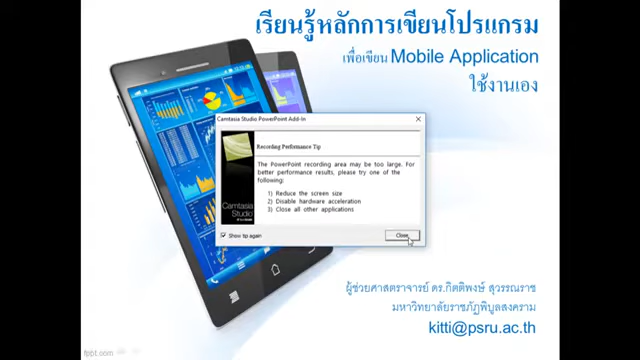 เรียนรู้หลักการเขียนโปรแกรม
เพื่อเขียน Mobile Application
ใช้งานเอง
Camtasia Studio PowerPoint Add-In
Recording Performance Tip
The PowerPoint recording area may be too large. For
better performance results, please try one of the
following:
1) Reduce the screen size
2) Disable hardware acceleration
3) Close all other applications
Camtasia
Studio
Show tip again
Close
ผู้ช่วยศาสตราจารย์ ดร.กิตติพงษ์ สุวรรณราช
มหาวิทยาลัยราชภัฏพิบูลสงคราม
kitti@psru.ac.th
fppt.com